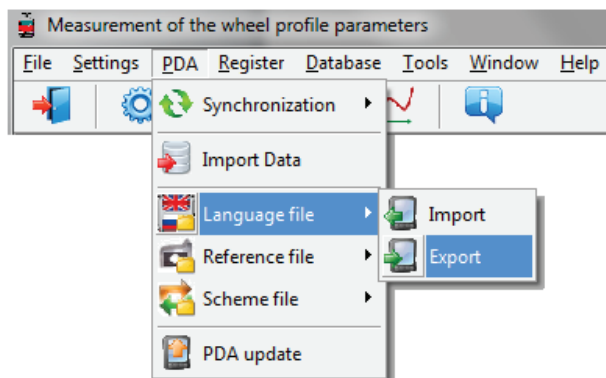 Measurement of the wheel profile parameters
File Settings PDA Register Database Tools Window Help
Synchronization
Import Data
Language file
Import
Reference file
Export
Scheme file
PDA update